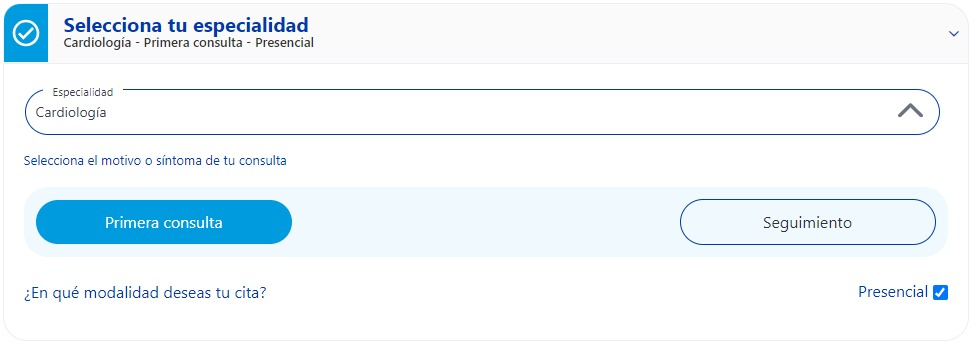 Selecciona tu especialidad
Cardiología - Primera consulta - Presencial
Especialidad
Cardiología
Selecciona el motivo o síntoma de tu consulta
Primera consulta
Seguimiento
¿En qué modalidad deseas tu cita?
Presencial